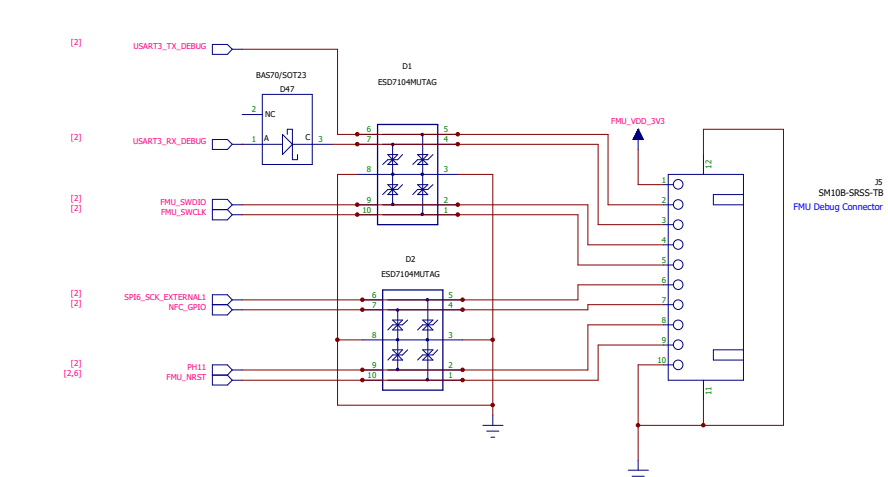 [2] USART3_TX_DEBUG
D1
ESD7104MUTAG
BAS70/SOT23
D47
2 NC
[2] USART3_RX_DEBUG
1 A C 3
6 5
7 4
8 3
[2] FMU_SWDIO 9 2
[2] FMU_SWCLK 10 1
D2
ESD7104MUTAG
[2] SPI6_SCK_EXTERNAL1 6 5
[2] NFC_GPIO 7 4
8 3
[2] PH11 9 2
[2,6] FMU_NRST 10 1
FMU_VDD_3V3
12
1
2
3
4
5
6
7
8
9
10
11
J5
SM10B-SRSS-TB
FMU Debug Connector